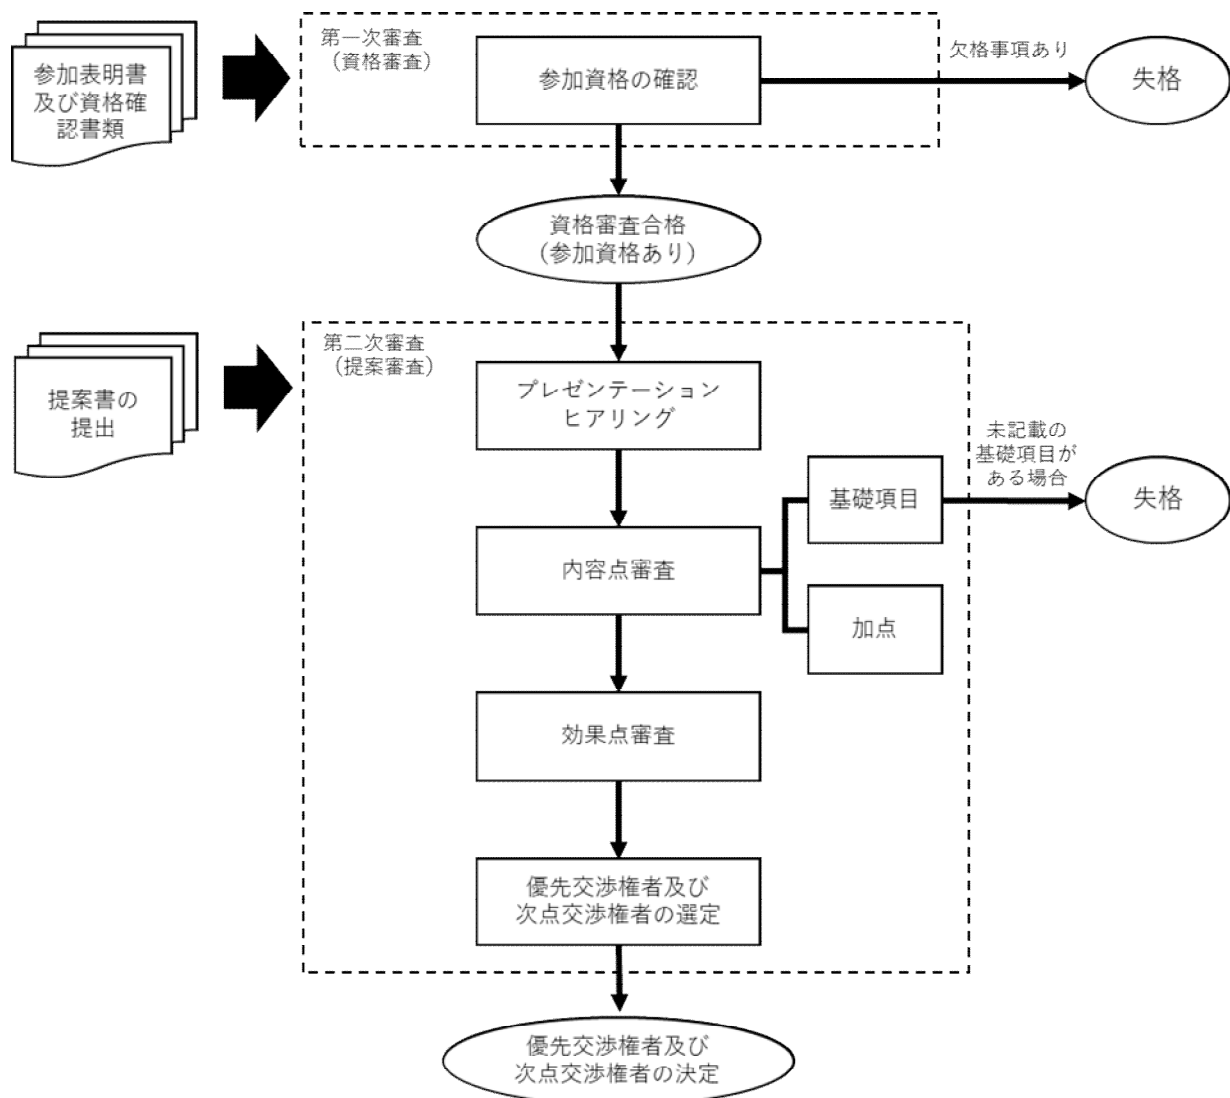 参加表明書
及び資格確
認書類
第一次審査
（資格審査）
参加資格の確認
欠格事項あり
失格
資格審査合格
（参加資格あり）
提案書の
提出
第二次審査
（提案審査）
プレゼンテーション
ヒアリング
内容点審査
基礎項目
未記載の
基礎項目が
ある場合
失格
加点
効果点審査
優先交渉権者及び
次点交渉権者の選定
優先交渉権者及び
次点交渉権者の決定